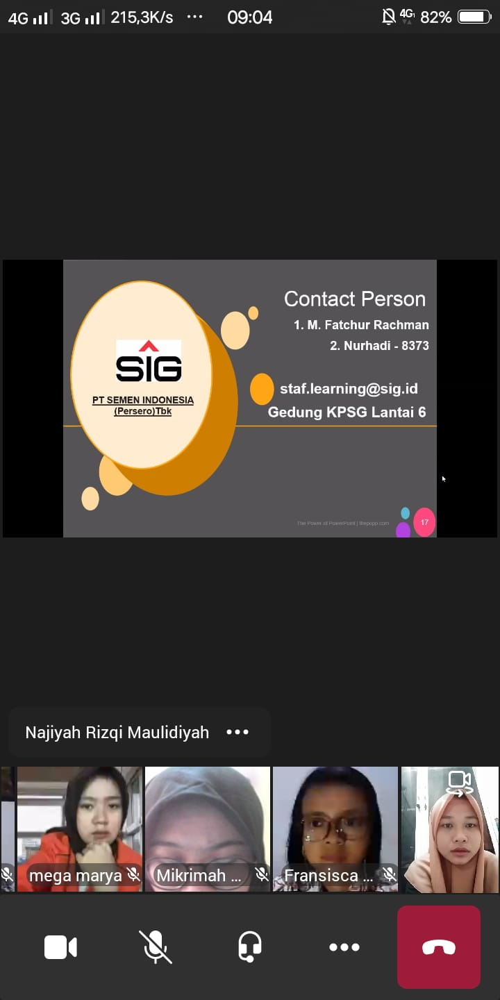 4G 3G 215,3K/s ... 09:04 4G 82%
Contact Person
1. M. Fatchur Rachman
2. Nurhadi - 8373
SIG
PT SEMEN INDONESIA
(Persero)Tbk
staf.learning@sig.id
Gedung KPSG Lantai 6
The Power of PowerPoint | thepopp.com
17
Najiyah Rizqi Maulidiyah
mega marya
Mikrimah ...
Fransisca ...